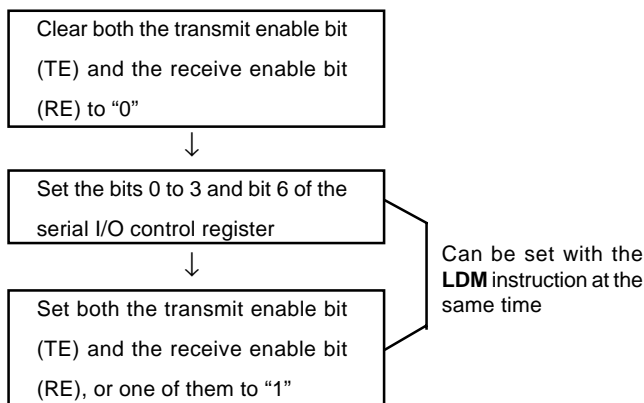 Clear both the transmit enable bit
(TE) and the receive enable bit
(RE) to “0”
↓
Set the bits 0 to 3 and bit 6 of the
serial I/O control register
↓
Set both the transmit enable bit
(TE) and the receive enable bit
(RE), or one of them to “1”
Can be set with the
LDM instruction at the
same time